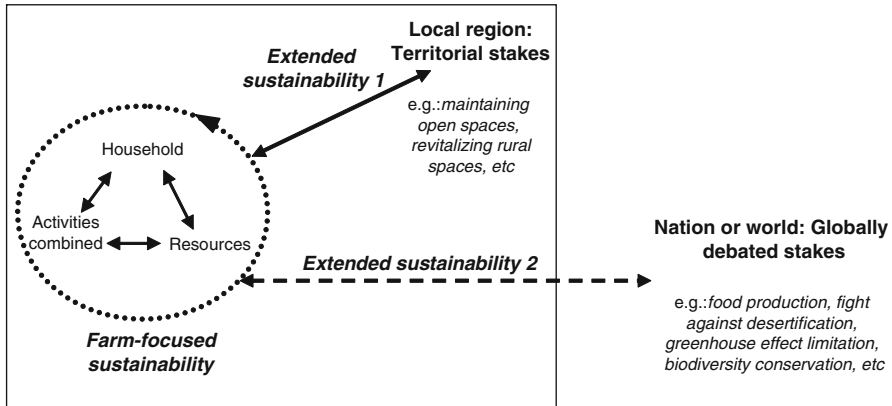 Extended
sustainability 1
Local region:
Territorial stakes
e.g.:maintaining
open spaces,
revitalizing rural
spaces, etc
Household
Activities
combined
Resources
Farm-focused
sustainability
Extended sustainability 2
Nation or world: Globally
debated stakes
e.g.:food production, fight
against desertification,
greenhouse effect limitation,
biodiversity conservation, etc